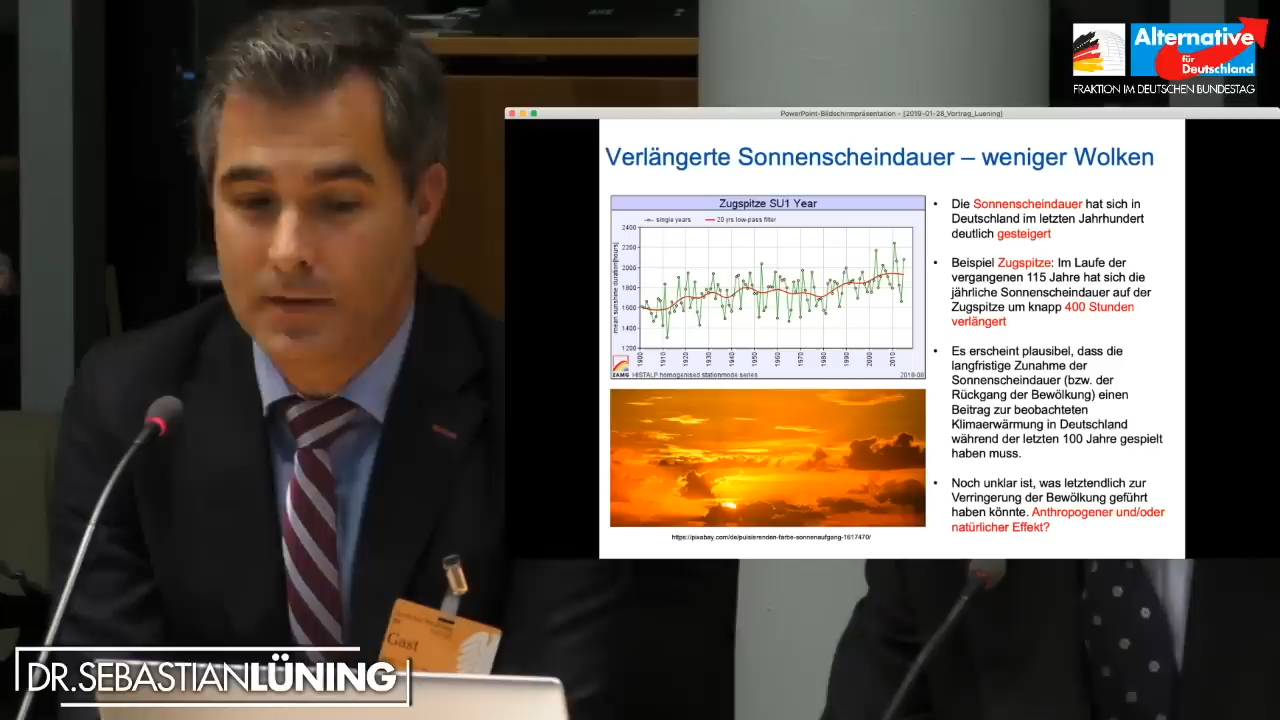 Alternative
für
Deutschland
FRAKTION IM DEUTSCHEN BUNDESTAG
PowerPoint-Bildschirmpräsentation - [2019-01-28_Vortrag_Luening]
Verlängerte Sonnenscheindauer – weniger Wolken
Zugspitze SU1 Year
single years
20 yrs low-pass filter
mean sunshine duration[hours]
2400
2200
2000
1800
1600
1400
1200
1900
1910
1920
1930
1940
1950
1960
1970
1980
1990
2000
2010
ZAMG
HISTALP homogenised stationmode series
https://pixabay.com/de/pulsierenden-farbe-sonnenaufgang-1617470/
• Die Sonnenscheindauer hat sich in
Deutschland im letzten Jahrhundert
deutlich gesteigert
• Beispiel Zugspitze: Im Laufe der
vergangenen 115 Jahre hat sich die
jährliche Sonnenscheindauer auf der
Zugspitze um knapp 400 Stunden
verlängert
• Es erscheint plausibel, dass die
langfristige Zunahme der
Sonnenscheindauer (bzw. der
Rückgang der Bewölkung) einen
Beitrag zur beobachteten
Klimaerwärmung in Deutschland
während der letzten 100 Jahre gespielt
haben muss.
• Noch unklar ist, was letztendlich zur
Verringerung der Bewölkung geführt
haben könnte. Anthropogener und/oder
natürlicher Effekt?
Gast
DR.SEBASTIANLÜNING